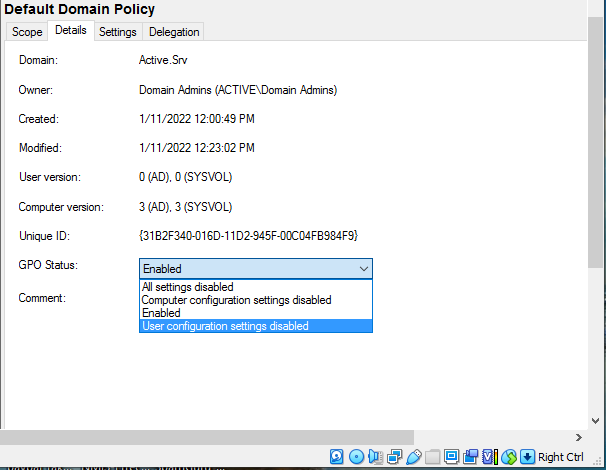 Default Domain Policy
Scope Details Settings Delegation
Domain: Active.Srv
Owner: Domain Admins (ACTIVE\Domain Admins)
Created: 1/11/2022 12:00:49 PM
Modified: 1/11/2022 12:23:02 PM
User version: 0 (AD), 0 (SYSVOL)
Computer version: 3 (AD), 3 (SYSVOL)
Unique ID: {31B2F340-016D-11D2-945F-00C04FB984F9}
GPO Status: Enabled
All settings disabled
Computer configuration settings disabled
Comment:
Enabled
User configuration settings disabled
Right Ctrl